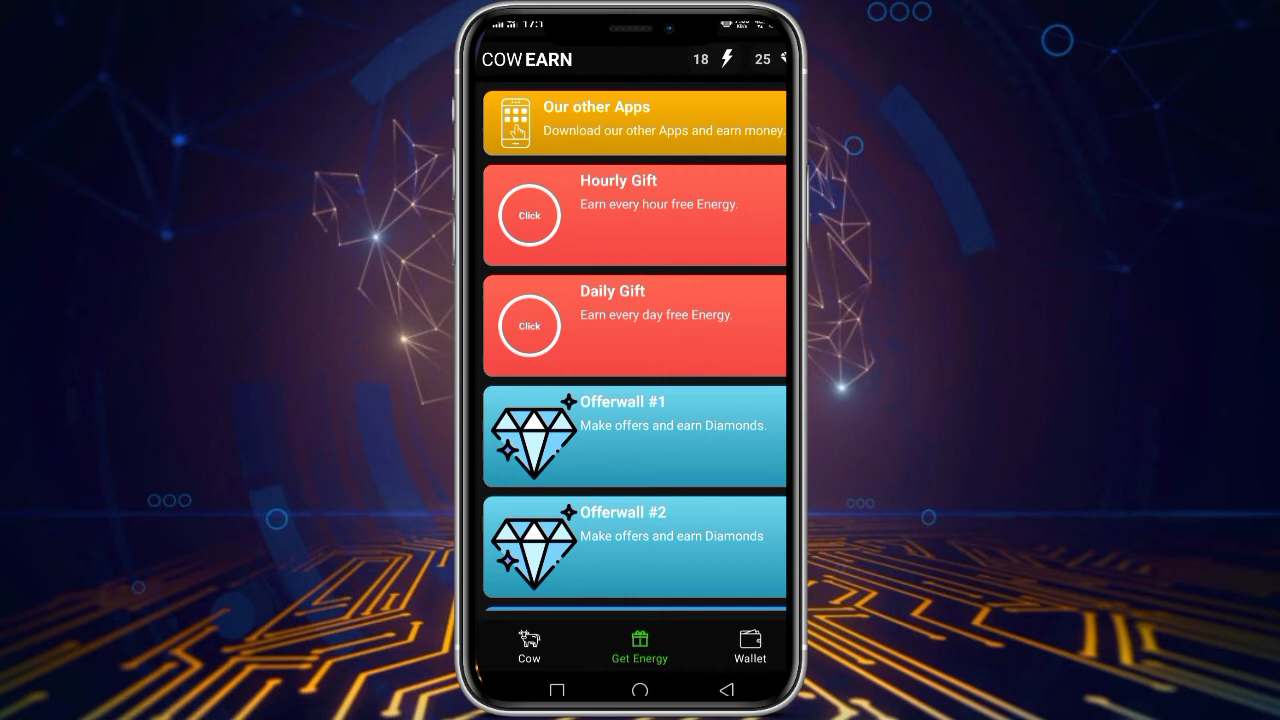 COW EARN 18 25
Our other Apps
Download our other Apps and earn money.
Hourly Gift
Click
Earn every hour free Energy.
Daily Gift
Click
Earn every day free Energy.
Offerwall #1
Make offers and earn Diamonds.
Offerwall #2
Make offers and earn Diamonds
Cow Get Energy Wallet